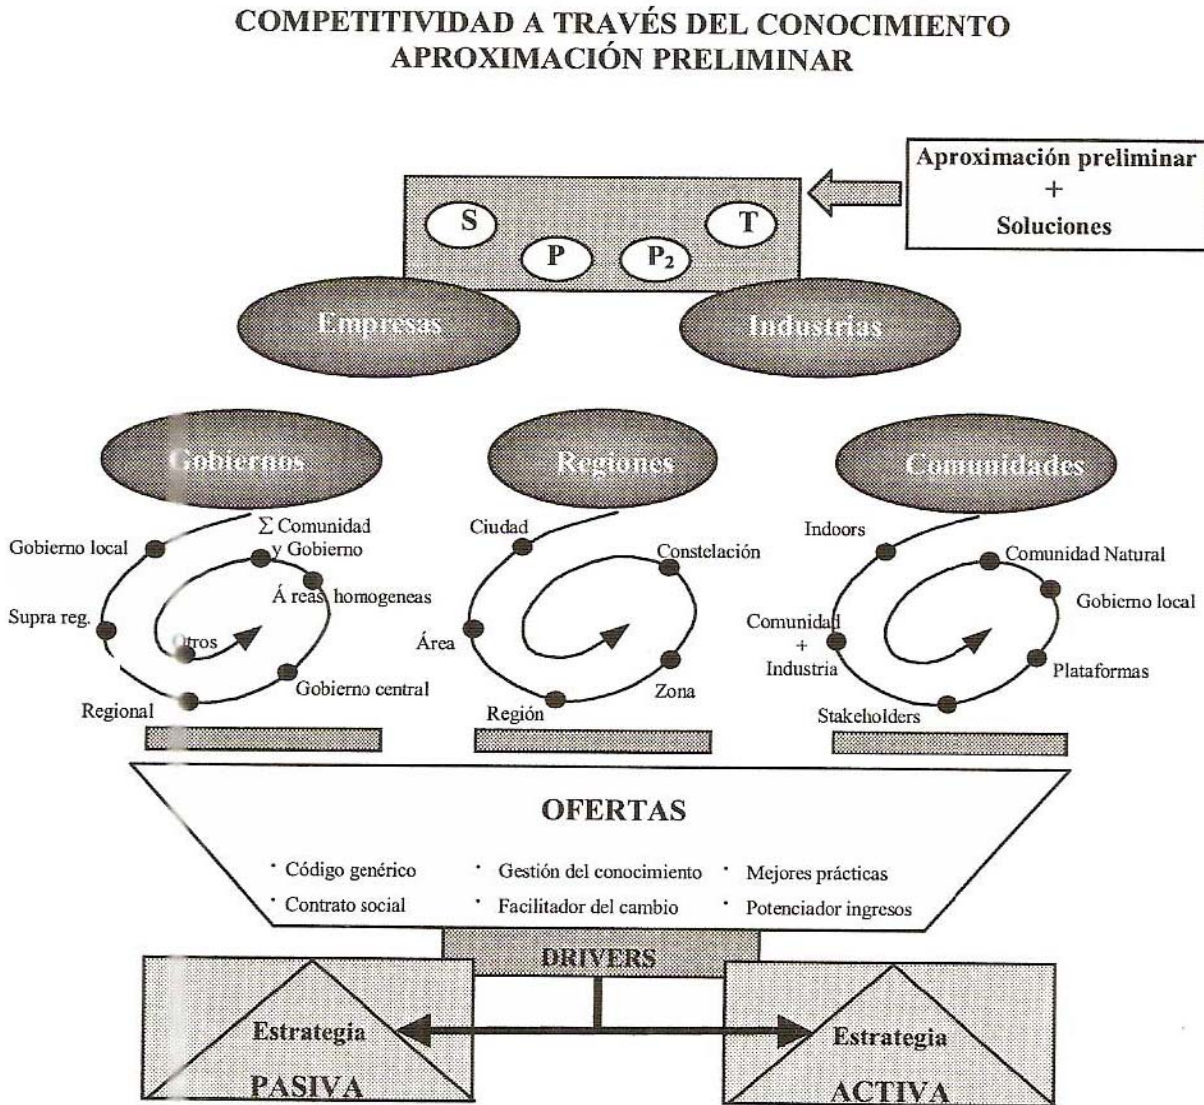 COMPETITIVIDAD A TRAVÉS DEL CONOCIMIENTO
APROXIMACIÓN PRELIMINAR
Aproximación preliminar
+
Soluciones
S
P
P₂
T
Empresas
Industrias
Gobiernos
Regiones
Comunidades
Gobierno local
∑ Comunidad
y Gobierno
Á reas homogeneas
Supra reg.
Otros
Gobierno central
Regional
Ciudad
Constelación
Área
Zona
Región
Indoors
Comunidad Natural
Gobierno local
Comunidad
+
Industria
Plataformas
Stakeholders
OFERTAS
· Código genérico
· Gestión del conocimiento
· Mejores prácticas
· Contrato social
· Facilitador del cambio
· Potenciador ingresos
DRIVERS
Estrategia
PASIVA
Estrategia
ACTIVA